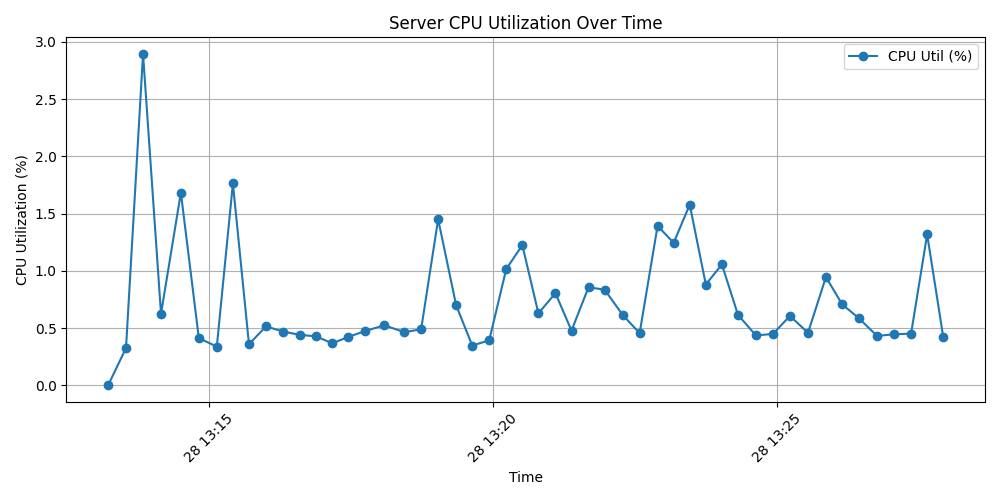 Server CPU Utilization Over Time
CPU Util (%)
CPU Utilization (%)
3.0
2.5
2.0
1.5
1.0
0.5
0.0
28 13:15
28 13:20
28 13:25
Time